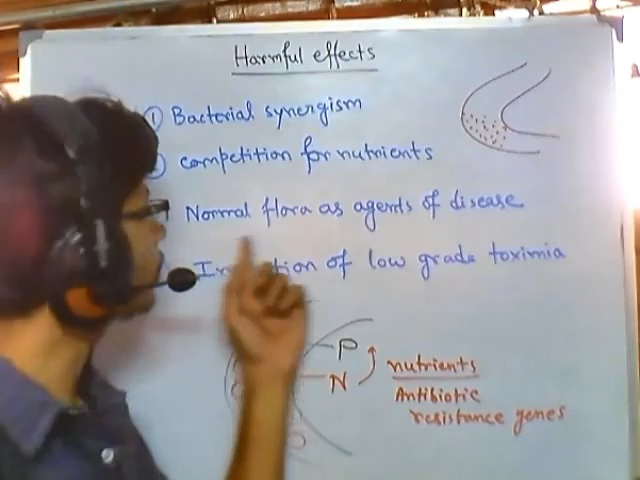 Harmful effects
① Bacterial synergism
competition for nutrients
Normal flora as agents of disease
of low grade toximia
P
N
nutrients
Antibiotic
resistance genes